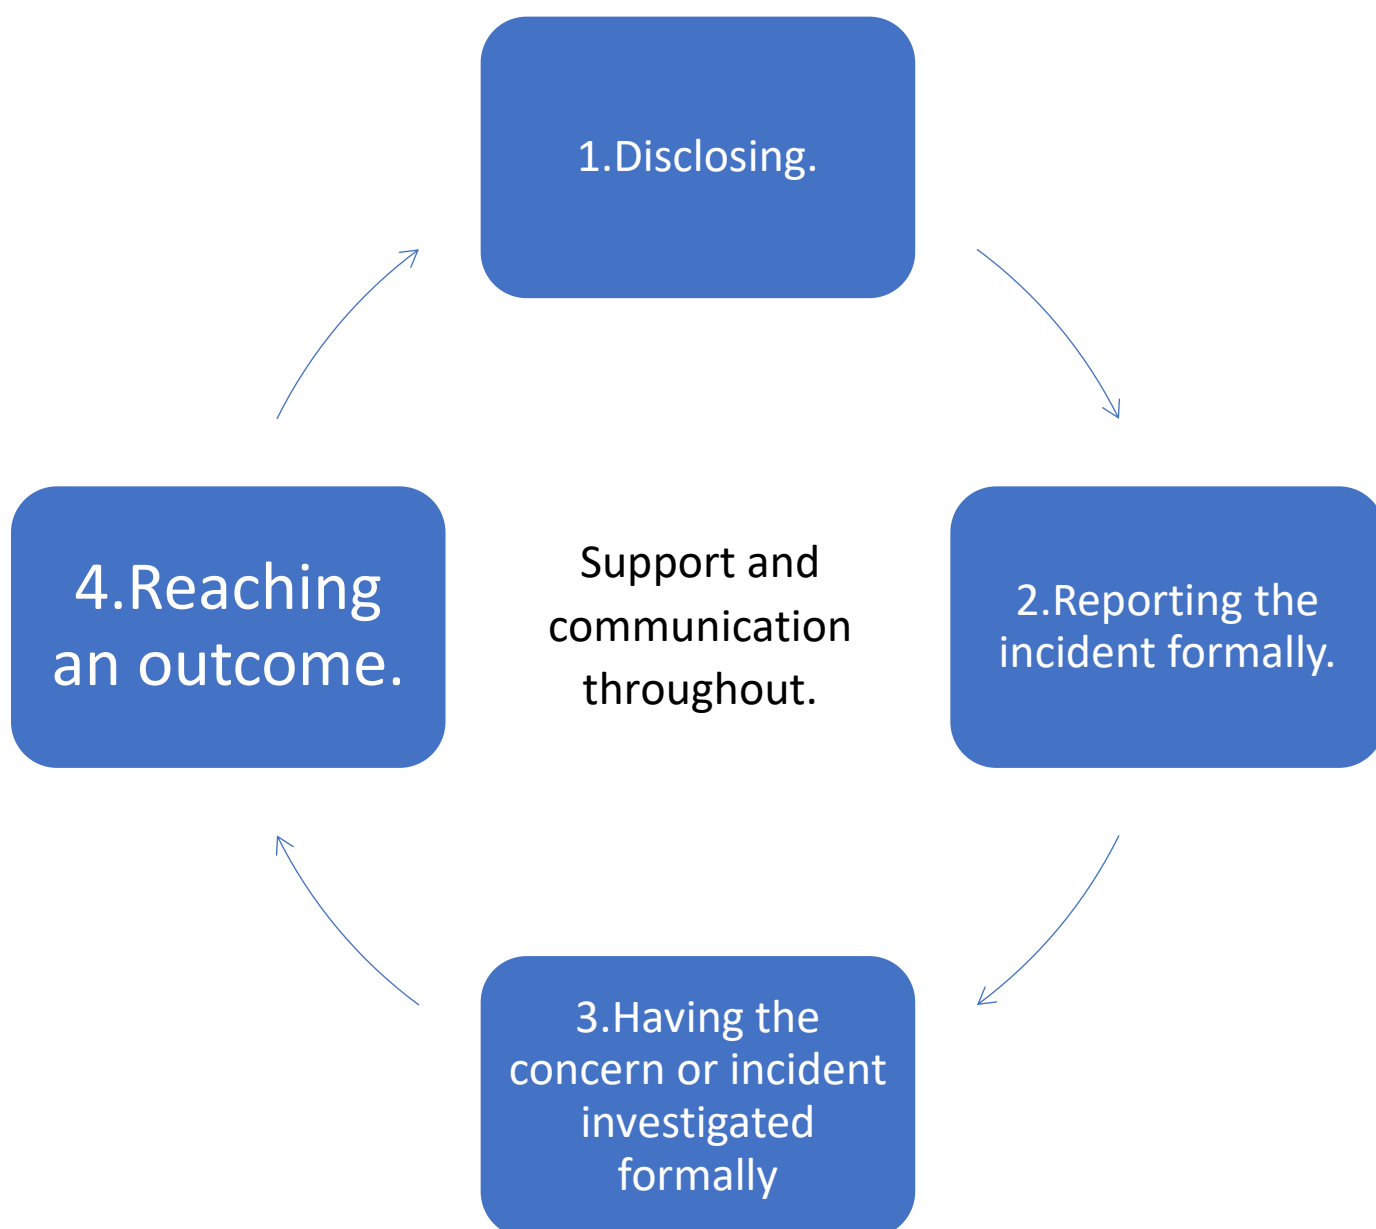 1.Disclosing.
2.Reporting the
incident formally.
3.Having the
concern or incident
investigated
formally
4.Reaching
an outcome.
Support and
communication
throughout.